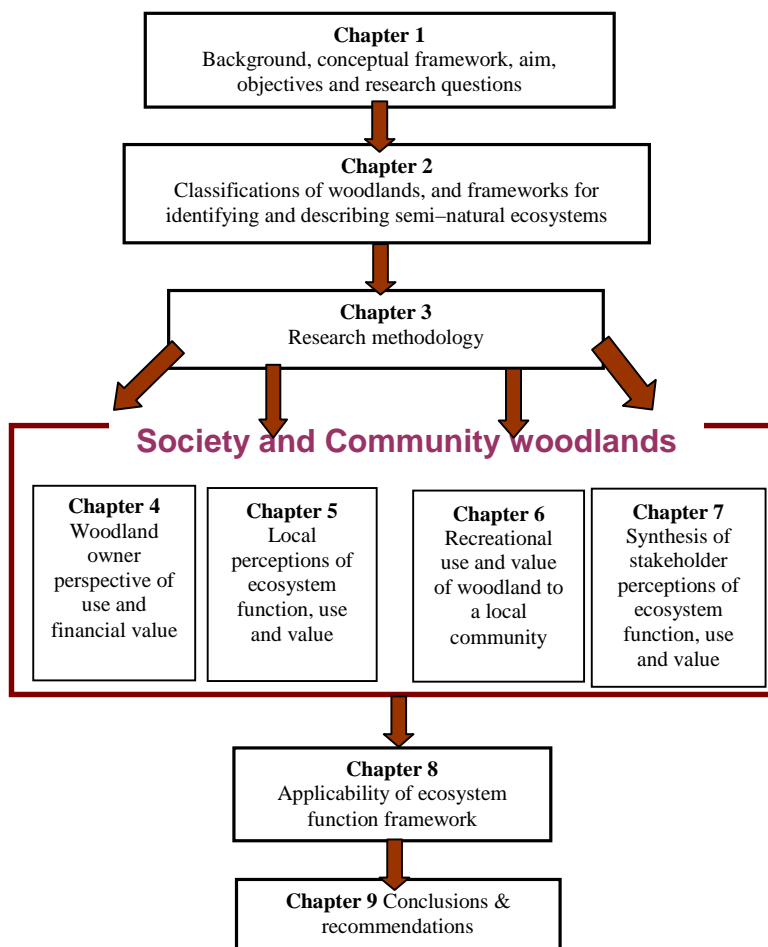 Chapter 1
Background, conceptual framework, aim,
objectives and research questions
Chapter 2
Classifications of woodlands, and frameworks for
identifying and describing semi–natural ecosystems
Chapter 3
Research methodology
Society and Community woodlands
Chapter 4
Woodland
owner
perspective of
use and
financial value
Chapter 5
Local
perceptions of
ecosystem
function, use
and value
Chapter 6
Recreational
use and value
of woodland to
a local
community
Chapter 7
Synthesis of
stakeholder
perceptions of
ecosystem
function, use
and value
Chapter 8
Applicability of ecosystem
function framework
Chapter 9 Conclusions &
recommendations